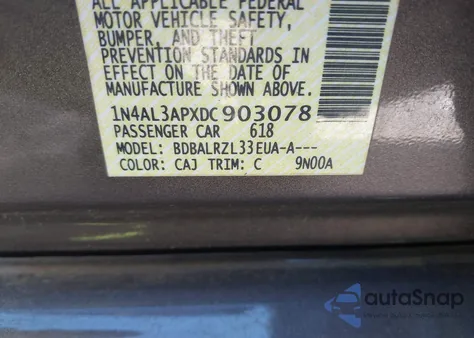 ALL APPLICABLE FEDERAL
MOTOR VEHICLE SAFETY,
BUMPER, AND THEFT
PREVENTION STANDARDS IN
EFFECT ON THE DATE OF
MANUFACTURE SHOWN ABOVE.
1N4AL3APXDC903078
PASSENGER CAR 618
MODEL: BDBALRZL33EUA-A---
COLOR: CAJ TRIM: C 9N00A
autoSnap